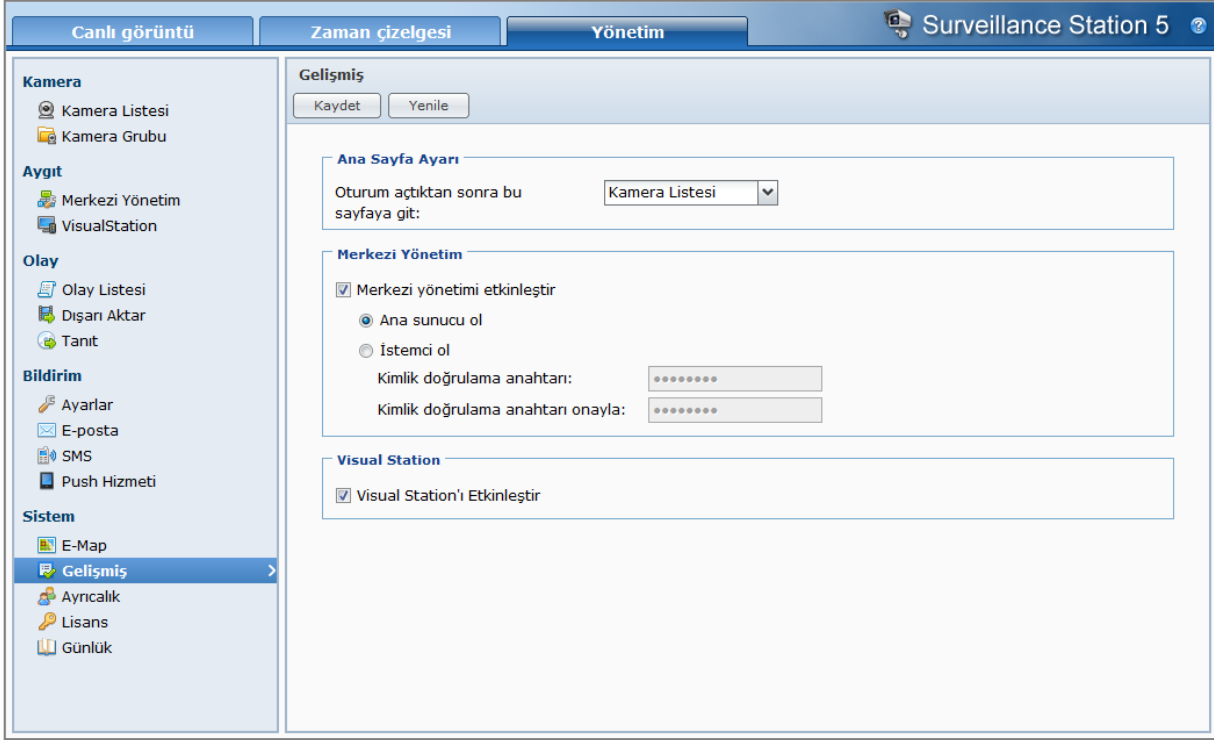 Canlı görüntü
Zaman çizelgesi
Yönetim
Surveillance Station 5
Kamera
Kamera Listesi
Kamera Grubu
Aygıt
Merkezi Yönetim
VisualStation
Olay
Olay Listesi
Dışarı Aktar
Tanıt
Bildirim
Ayarlar
E-posta
SMS
Push Hizmeti
Sistem
E-Map
Gelişmiş
Ayrıcalık
Lisans
Günlük
Gelişmiş
Kaydet
Yenile
Ana Sayfa Ayarı
Oturum açtıktan sonra bu
sayfaya git:
Kamera Listesi
Merkezi Yönetim
Merkezi yönetimi etkinleştir
Ana sunucu ol
İstemci ol
Kimlik doğrulama anahtarı:
Kimlik doğrulama anahtarı onayla:
Visual Station
Visual Station'ı Etkinleştir